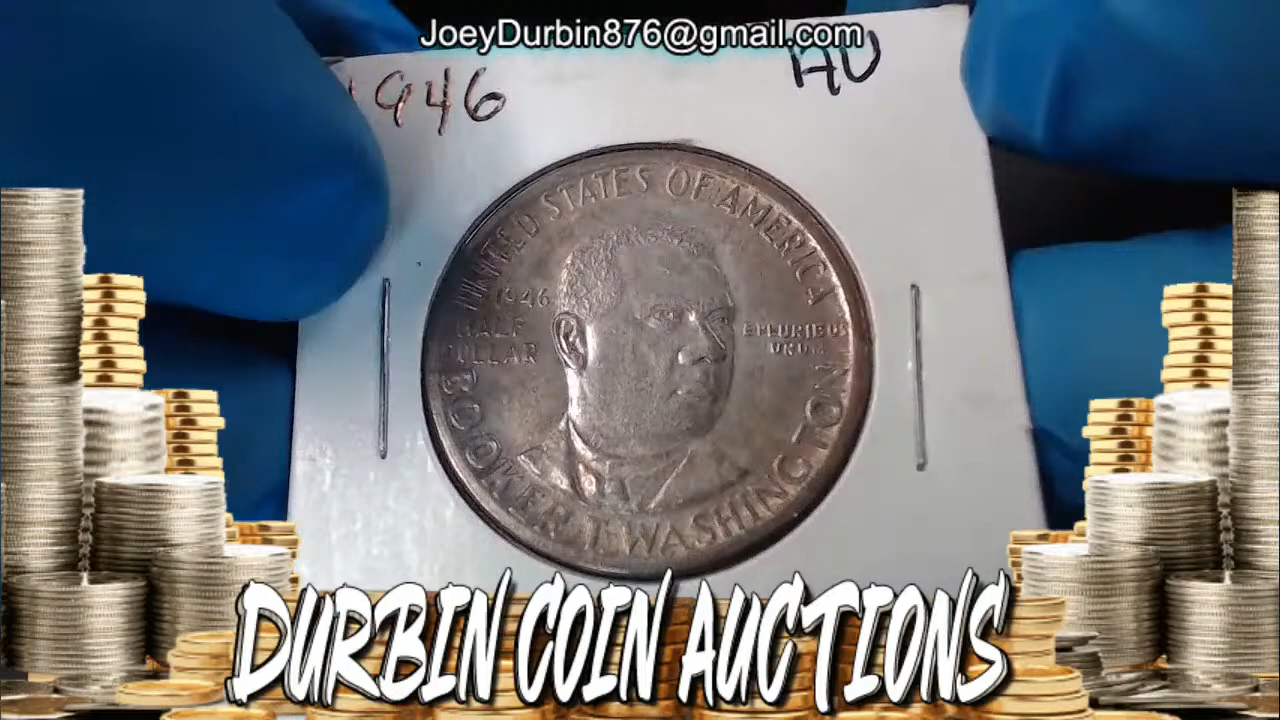 JoeyDurbin876@gmail.com
1946
AU
UNITED STATES OF AMERICA
1946
HALF
DOLLAR
E PLURIBUS
UNUM
BOOKER T. WASHINGTON
DURBIN COIN AUCTIONS